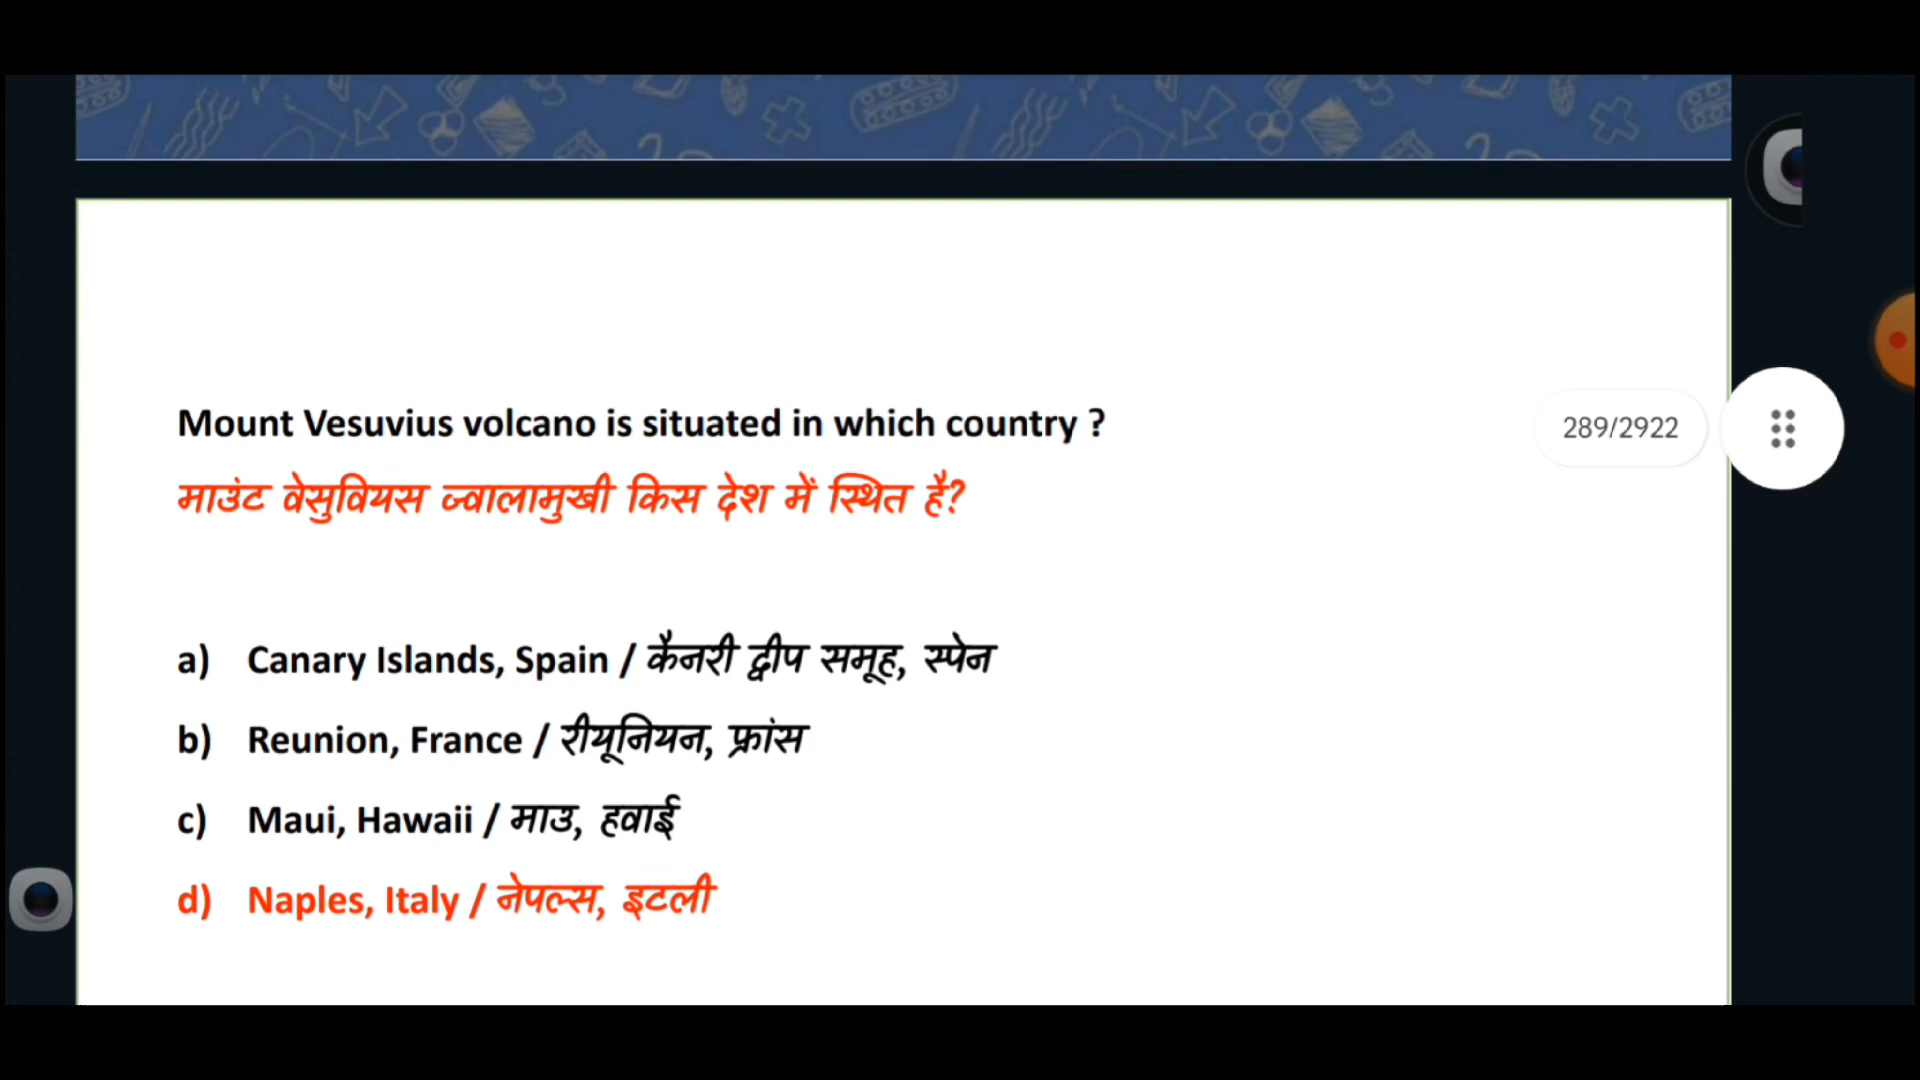 Mount Vesuvius volcano is situated in which country ?
289/2922
माउंट वेसुवियस ज्वालामुखी किस देश में स्थित है?
a) Canary Islands, Spain / कैनरी द्वीप समूह, स्पेन
b) Reunion, France / रीयूनियन, फ्रांस
c) Maui, Hawaii / माउ, हवाई
d) Naples, Italy / नेपल्स, इटली